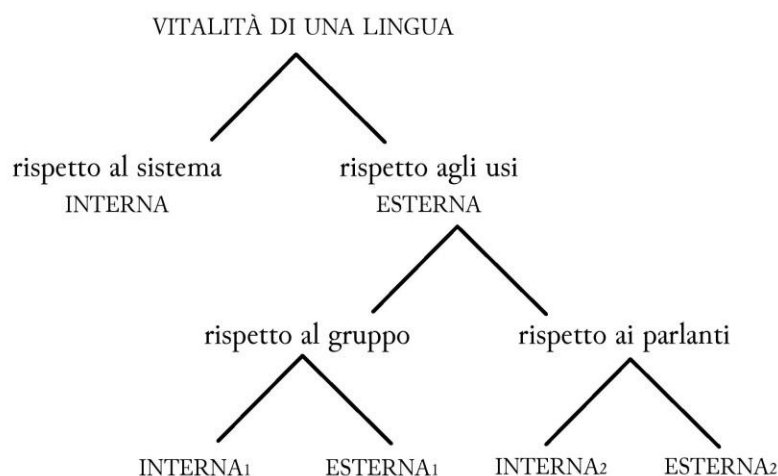 VITALITÀ DI UNA LINGUA
rispetto al sistema rispetto agli usi
INTERNA ESTERNA
rispetto al gruppo rispetto ai parlanti
INTERNA1 ESTERNA1 INTERNA2 ESTERNA2